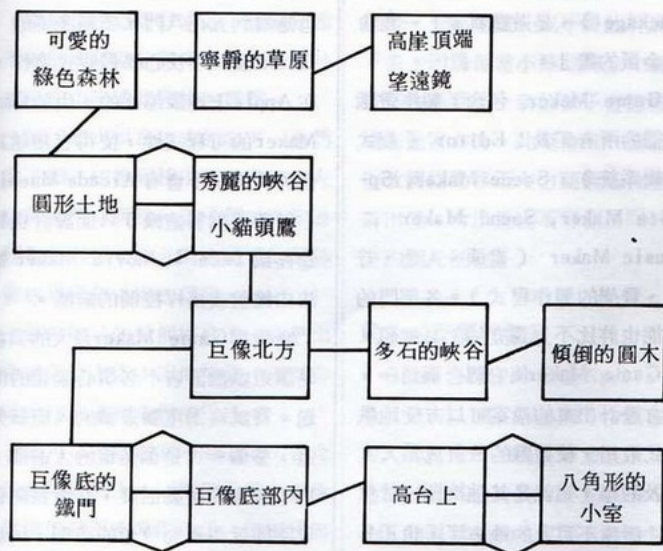 可愛的
綠色森林
寧靜的草原
高崖頂端
望遠鏡
圓形土地
秀麗的峽谷
小貓頭鷹
巨像北方
多石的峽谷
傾倒的圓木
巨像底的
鐵門
巨像底部內
高台上
八角形的
小室